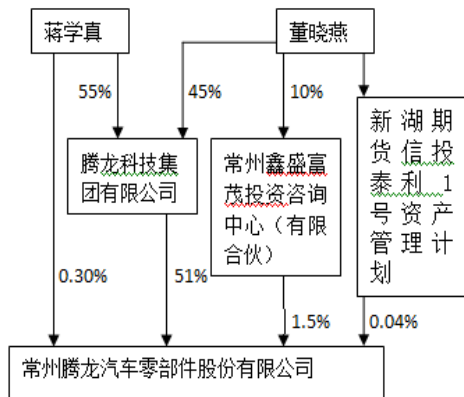 蒋学真
董晓燕
55%
45%
10%
腾龙科技集
团有限公司
常州鑫盛富
茂投资咨询
中心（有限
合伙）
新湖期
货信投
泰利1
号资产
管理计
划
0.30%
51%
1.5%
0.04%
常州腾龙汽车零部件股份有限公司